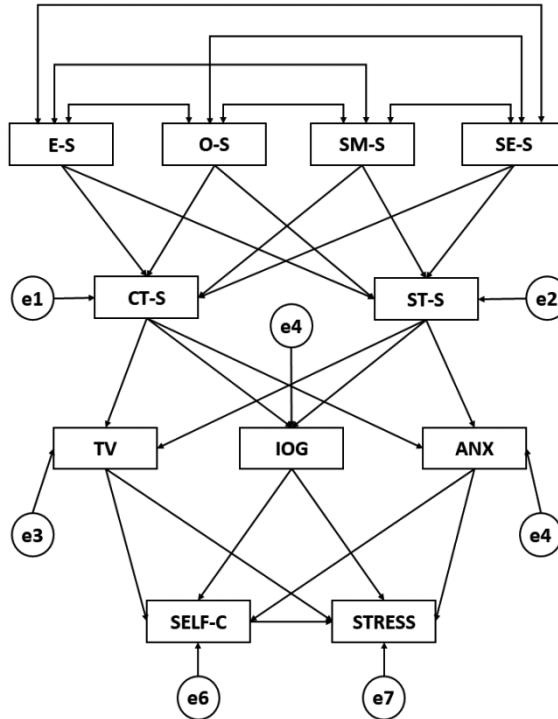 E-S O-S SM-S SE-S
e1 CT-S ST-S e2
e4
TV IOG ANX
e3 e4
SELF-C STRESS
e6 e7